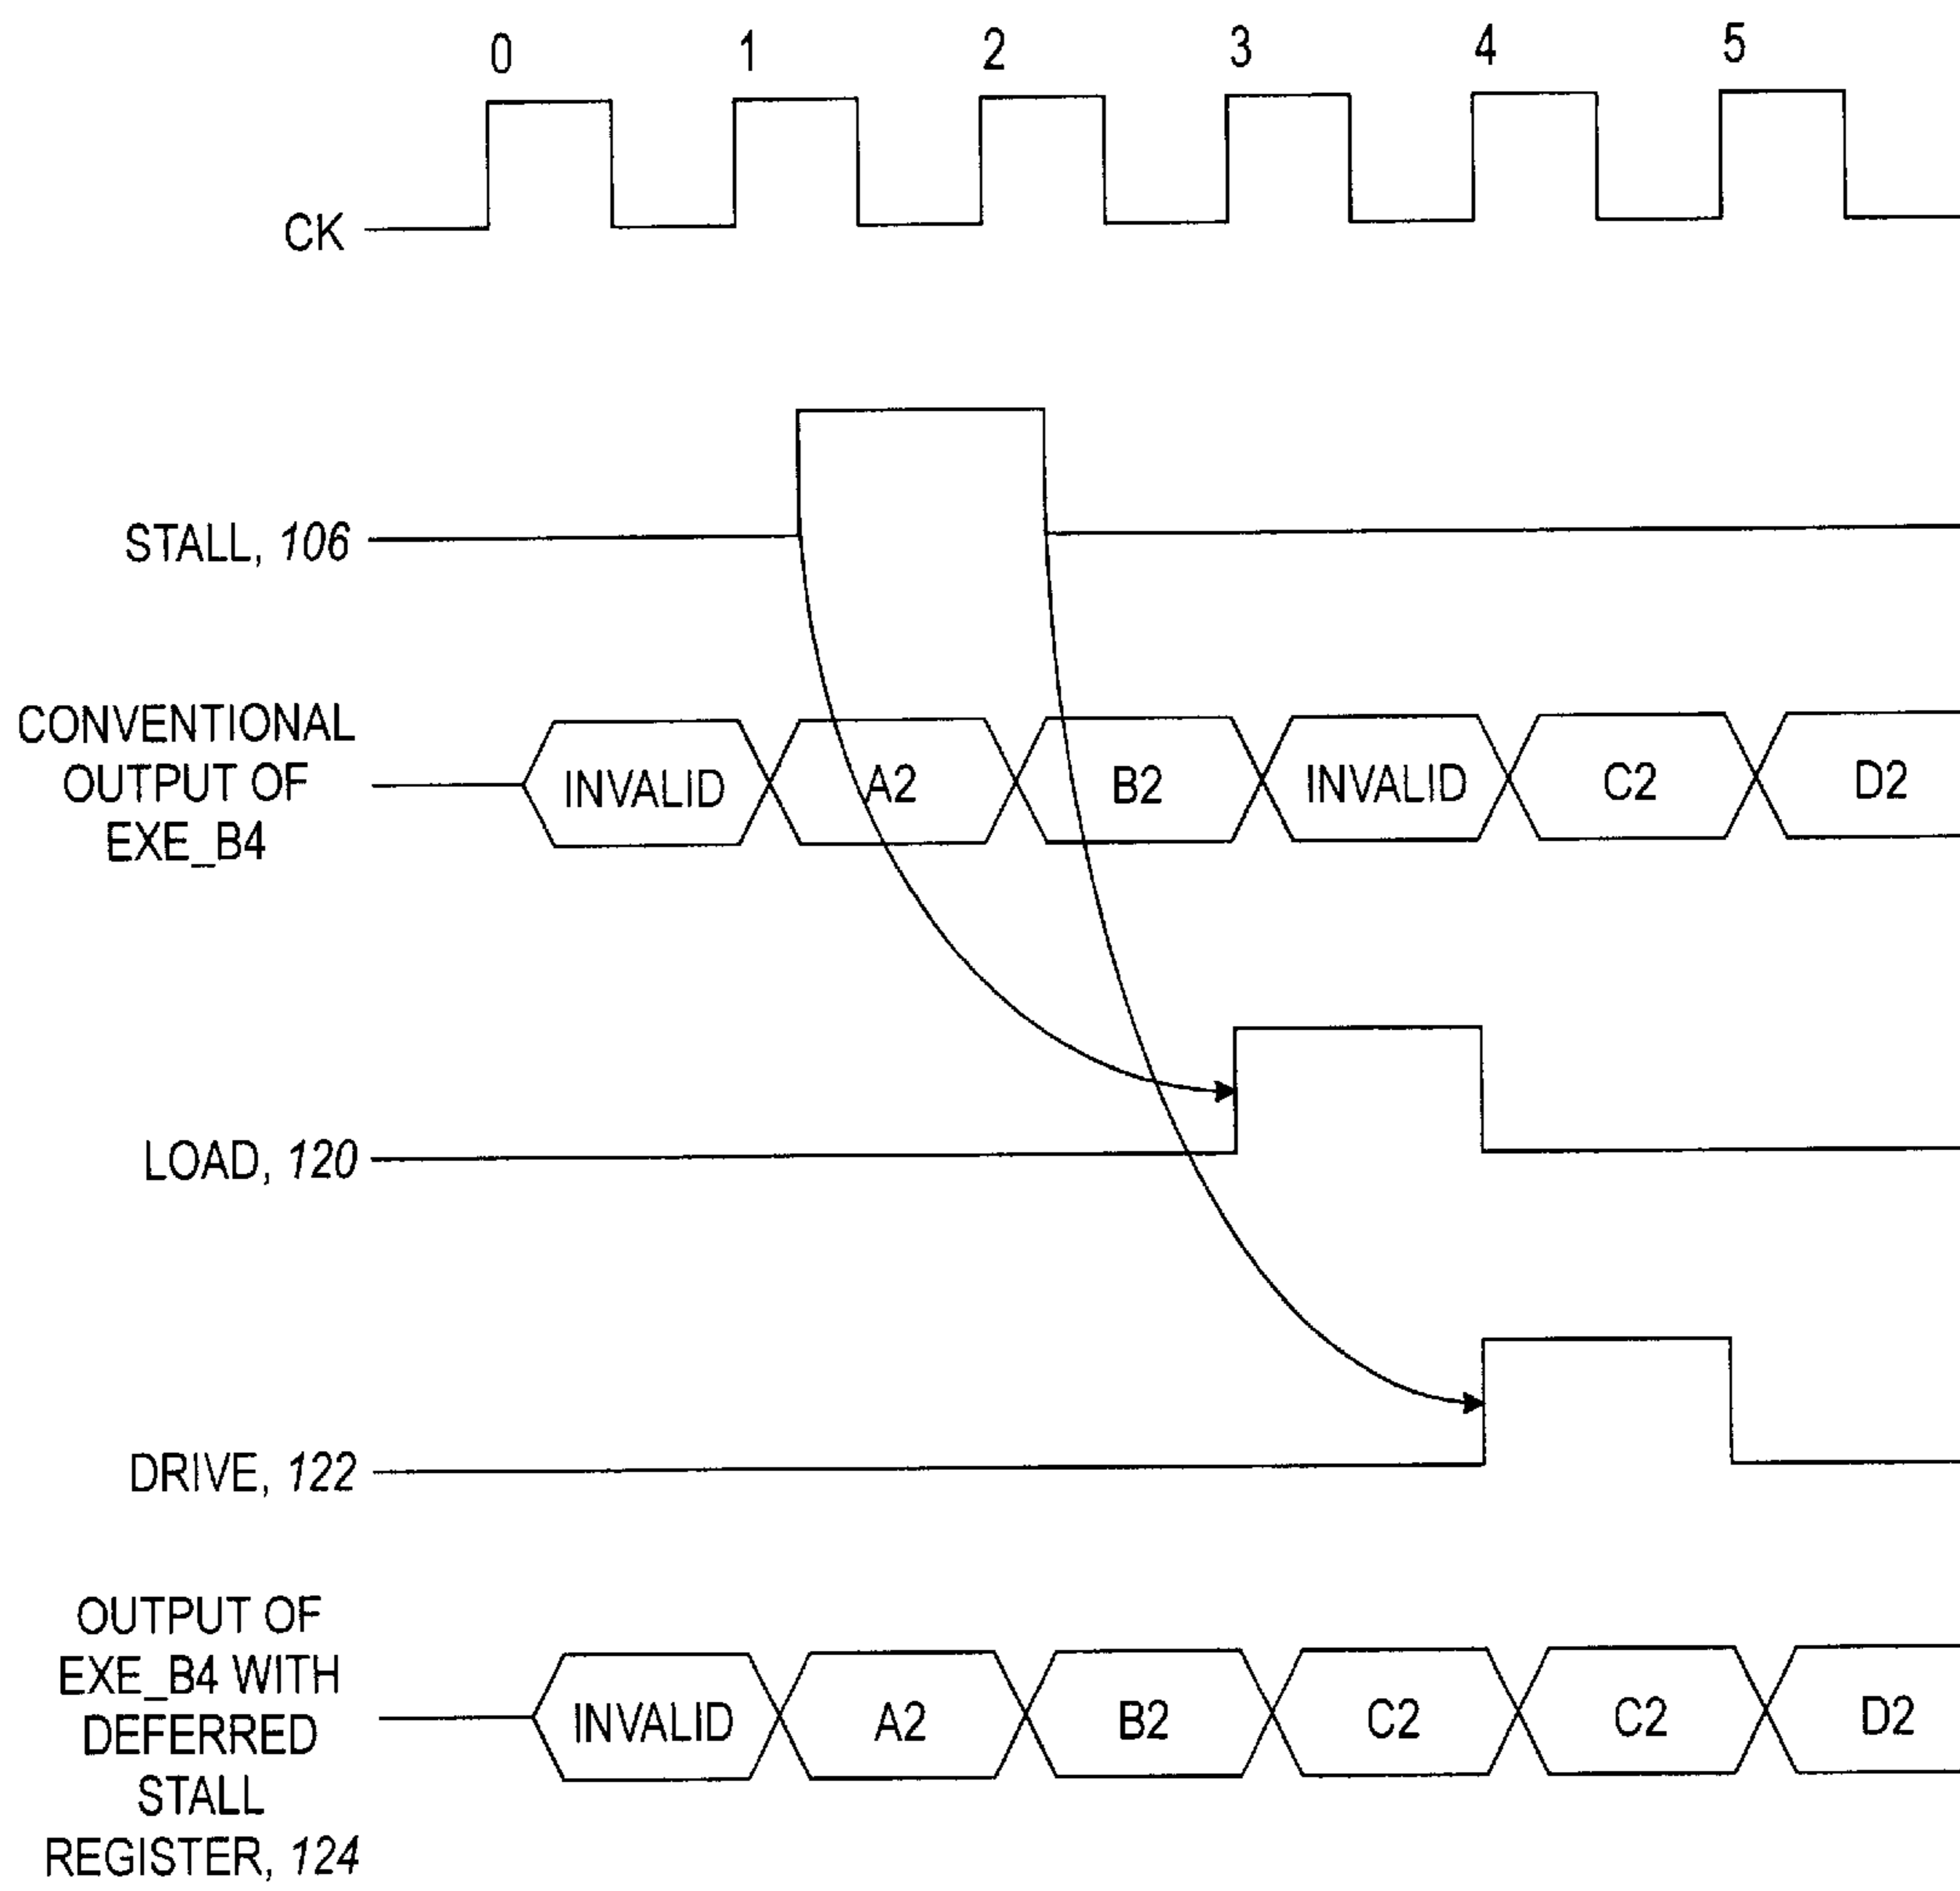 0 1 2 3 4 5
CK
STALL, 106
CONVENTIONAL
OUTPUT OF
EXE_B4
INVALID A2 B2 INVALID C2 D2
LOAD, 120
DRIVE, 122
OUTPUT OF
EXE_B4 WITH
DEFERRED
STALL
REGISTER, 124
INVALID A2 B2 C2 C2 D2